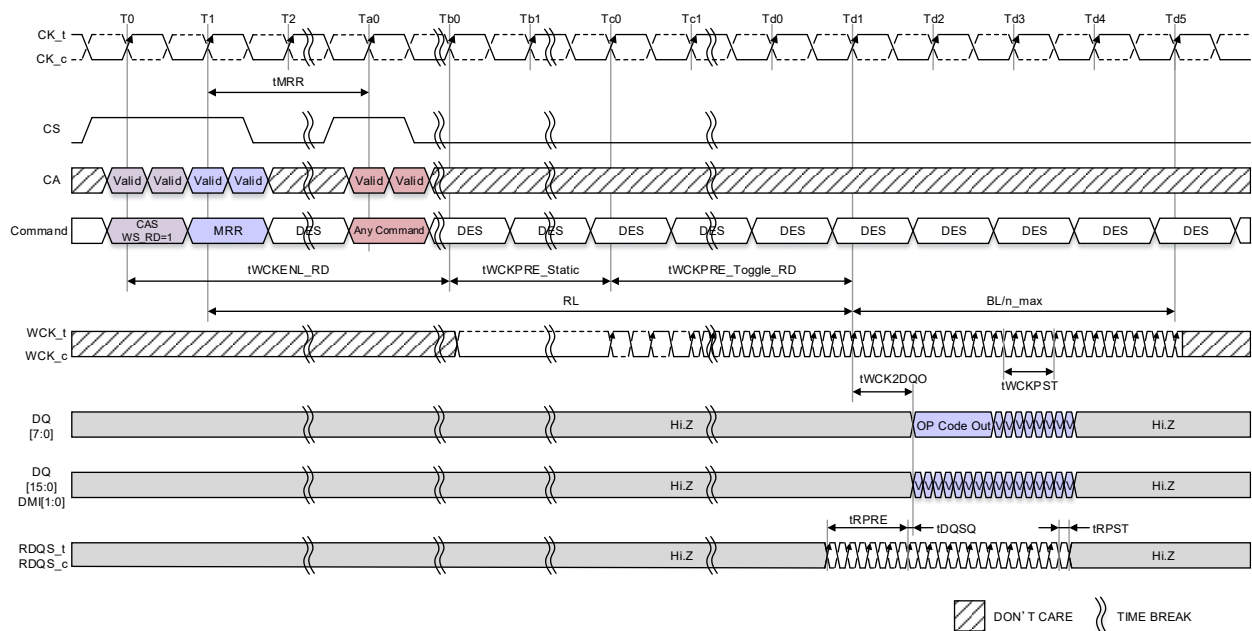 T0 T1 T2 Ta0 Tb0 Tb1 Tc0 Tc1 Td0 Td1 Td2 Td3 Td4 Td5
CK_t
CK_c
tMRR
CS
CA Valid Valid Valid Valid Valid Valid
Command CAS WS_RD=1 MRR DES Any Command DES DES DES DES DES DES DES DES DES DES
tWCKENL_RD tWCKPRE_Static tWCKPRE_Toggle_RD
RL BL/n_max
WCK_t
WCK_c
tWCK2DQO tWCKPST
DQ
[7:0] Hi.Z OP Code Out V V V V V V V V Hi.Z
DQ
[15:0] Hi.Z V V V V V V V V V V V V V V V V Hi.Z
DMI[1:0]
tRPRE tDQSQ tRPST
RDQS_t
RDQS_c Hi.Z Hi.Z
DON'T CARE TIME BREAK